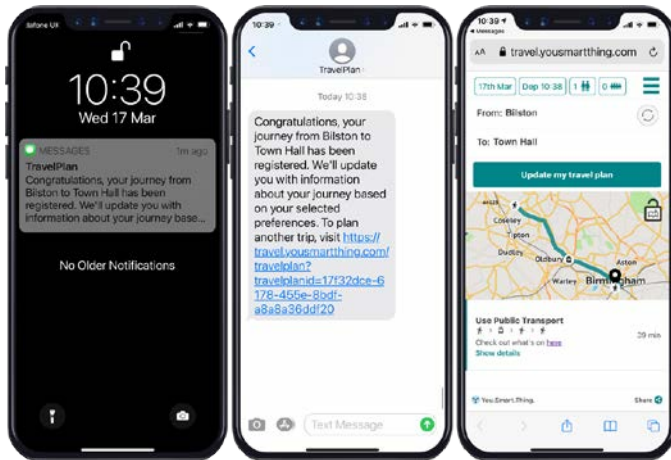 10:39
Wed 17 Mar
MESSAGES 1m ago
TravelPlan
Congratulations, your journey from
Bilston to Town Hall has been
registered. We'll update you with
information about your journey base...
No Older Notifications
10:39
TravelPlan
Today 10:38
Congratulations, your
journey from Bilston to
Town Hall has been
registered. We'll update
you with information
about your journey based
on your selected
preferences. To plan
another trip, visit https://
travel.yousmartthing.com/
travelplan?
travelplanid=17f32dce-6
178-455e-8bdf-
a8a8a36ddf20
Text Message
10:39
Messages
AA travel.yousmartthing.com
17th Mar Dep 10:38 1 0
From: Bilston
To: Town Hall
Update my travel plan
Coseley
Tipton
Dudley Oldbury Aston
Warley Birmingham
Use Public Transport
39 min
Check out what's on here
Show details
You.Smart.Thing. Share